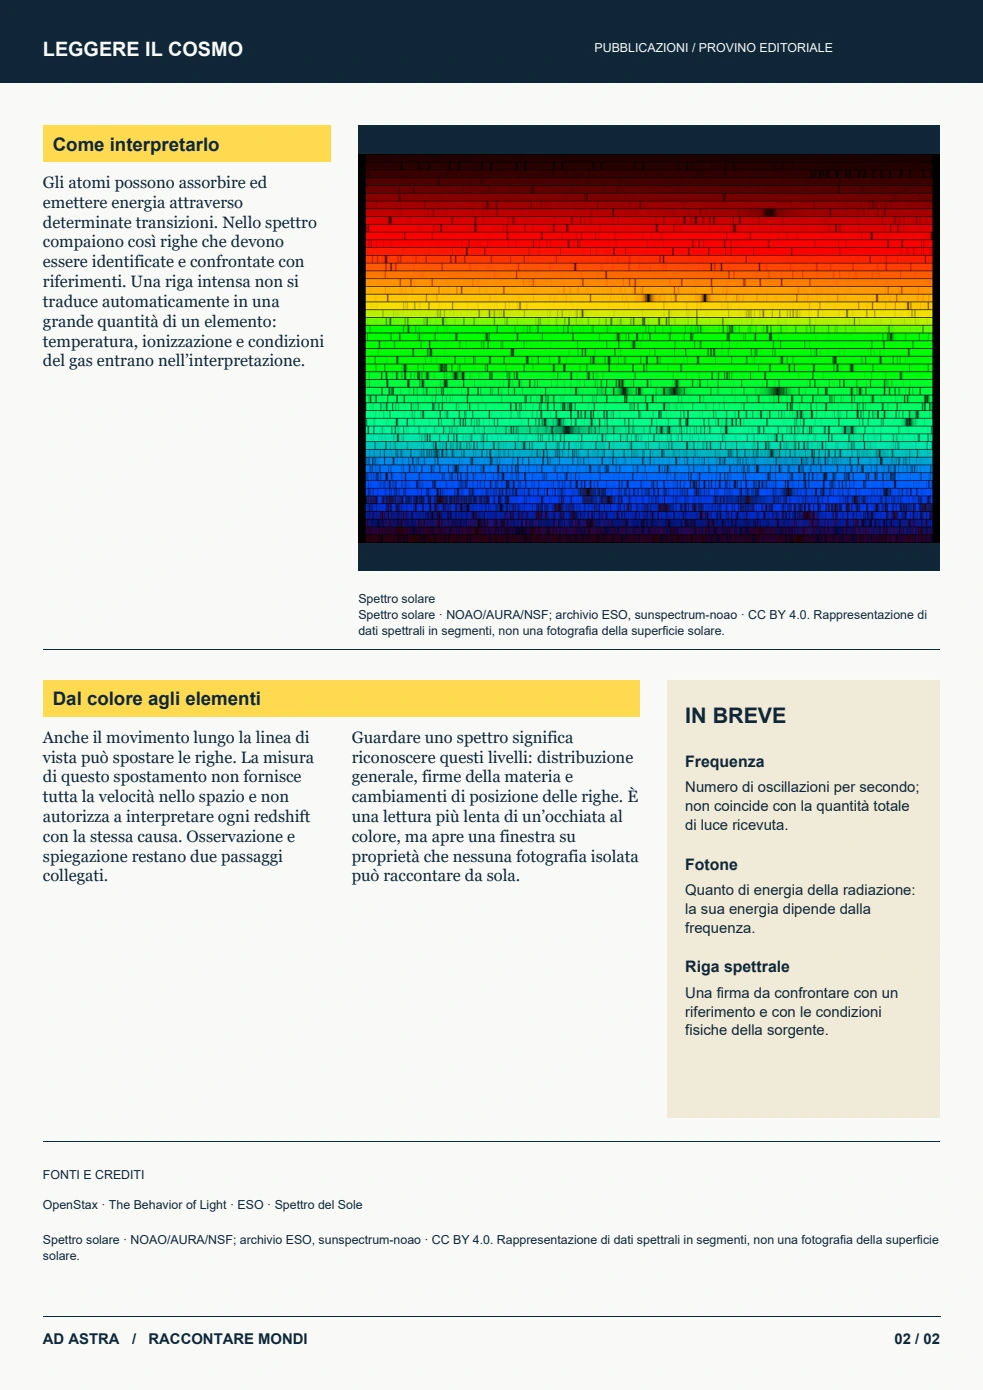 LEGGERE IL COSMO
PUBBLICAZIONI / PROVINO EDITORIALE
Come interpretarlo
Gli atomi possono assorbire ed
emettere energia attraverso
determinate transizioni. Nello spettro
compaiono così righe che devono
essere identificate e confrontate con
riferimenti. Una riga intensa non si
traduce automaticamente in una
grande quantità di un elemento:
temperatura, ionizzazione e condizioni
del gas entrano nell’interpretazione.
Spettro solare
Spettro solare · NOAO/AURA/NSF; archivio ESO, sunspectrum-noao · CC BY 4.0. Rappresentazione di
dati spettrali in segmenti, non una fotografia della superficie solare.
Dal colore agli elementi
Anche il movimento lungo la linea di
vista può spostare le righe. La misura
di questo spostamento non fornisce
tutta la velocità nello spazio e non
autorizza a interpretare ogni redshift
con la stessa causa. Osservazione e
spiegazione restano due passaggi
collegati.
Guardare uno spettro significa
riconoscere questi livelli: distribuzione
generale, firme della materia e
cambiamenti di posizione delle righe. È
una lettura più lenta di un’occhiata al
colore, ma apre una finestra su
proprietà che nessuna fotografia isolata
può raccontare da sola.
IN BREVE
Frequenza
Numero di oscillazioni per secondo;
non coincide con la quantità totale
di luce ricevuta.
Fotone
Quanto di energia della radiazione:
la sua energia dipende dalla
frequenza.
Riga spettrale
Una firma da confrontare con un
riferimento e con le condizioni
fisiche della sorgente.
FONTI E CREDITI
OpenStax · The Behavior of Light · ESO · Spettro del Sole
Spettro solare · NOAO/AURA/NSF; archivio ESO, sunspectrum-noao · CC BY 4.0. Rappresentazione di dati spettrali in segmenti, non una fotografia della superficie
solare.
AD ASTRA / RACCONTARE MONDI
02 / 02